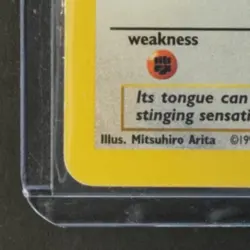 weakness
Its tongue can
stinging sensati
Illus. Mitsuhiro Arita ©19